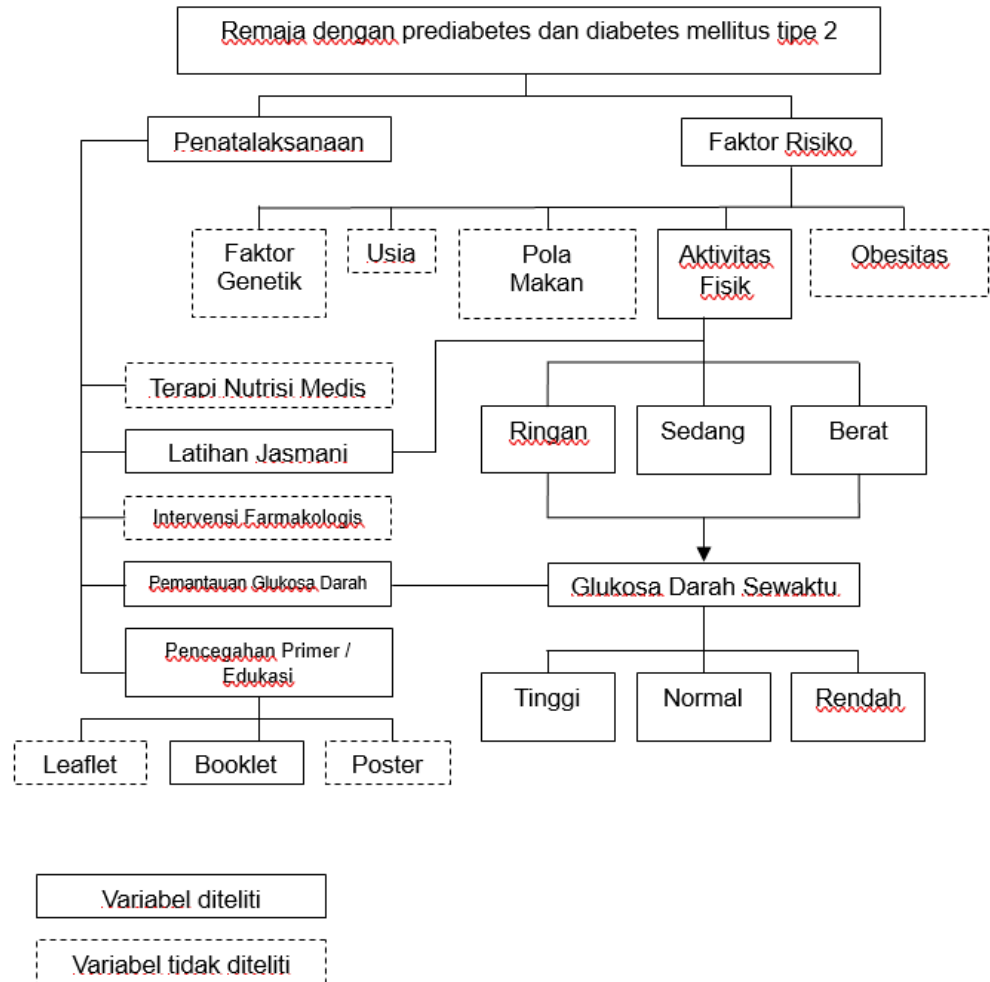 Remaja dengan prediabetes dan diabetes mellitus tipe 2
Penatalaksanaan
Faktor Risiko
Faktor
Genetik
Usia
Pola
Makan
Aktivitas
Fisik
Obesitas
Terapi Nutrisi Medis
Latihan Jasmani
Intervensi Farmakologis
Pemantauan Glukosa Darah
Pencegahan Primer /
Edukasi
Leaflet
Booklet
Poster
Ringan
Sedang
Berat
Glukosa Darah Sewaktu
Tinggi
Normal
Rendah
Variabel diteliti
Variabel tidak diteliti